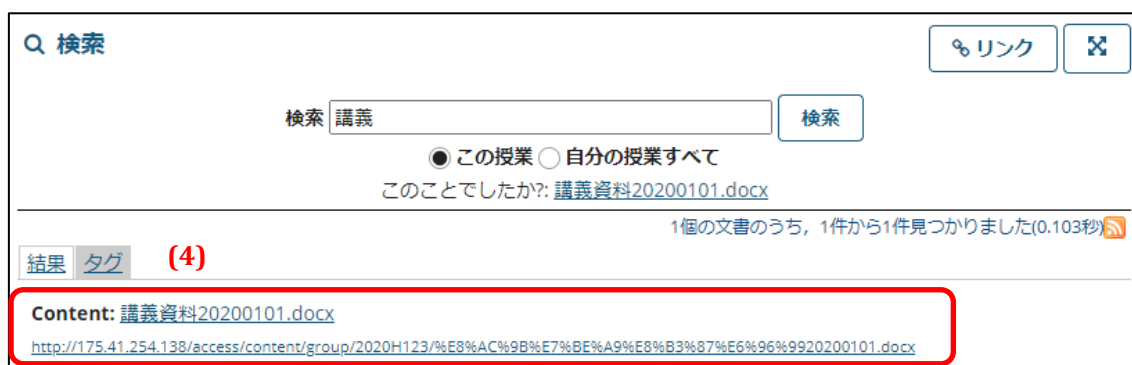 検索
リンク
検索 講義 検索
この授業 自分の授業すべて
このことでしたか?: 講義資料20200101.docx
1個の文書のうち，1件から1件見つかりました(0.103秒)
結果 タグ (4)
Content: 講義資料20200101.docx
http://175.41.254.138/access/content/group/2020H123/%E8%AC%9B%E7%BE%A9%E8%B3%87%E6%96%9920200101.docx